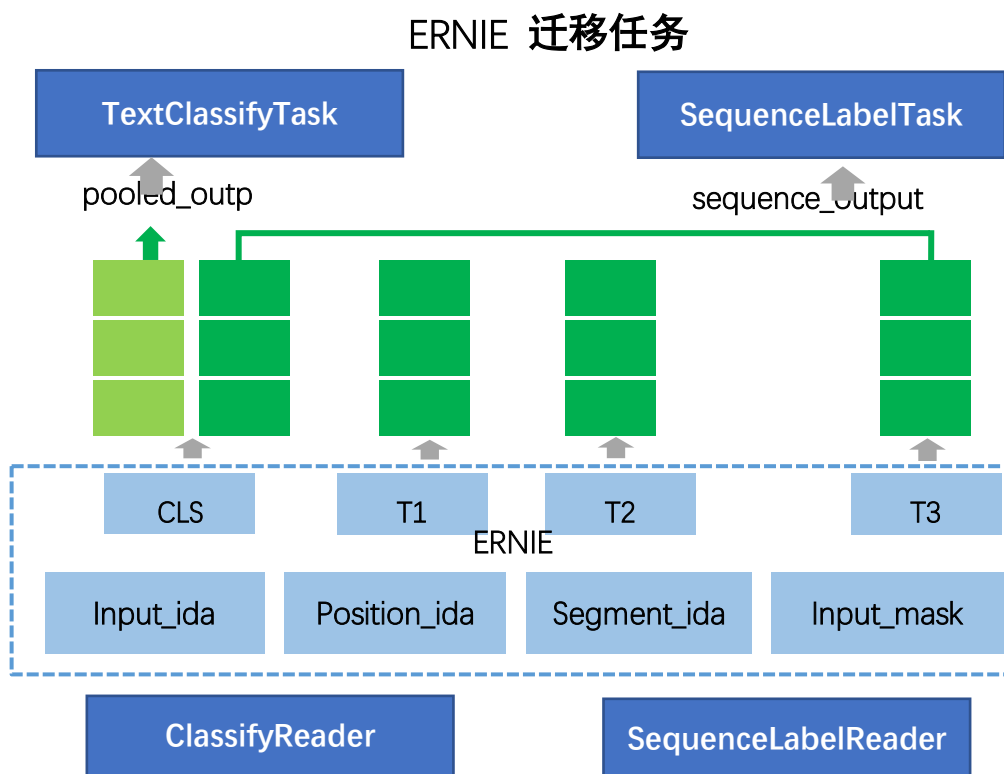 ERNIE 迁移任务
TextClassifyTask
SequenceLabelTask
pooled_outp
sequence_output
CLS
T1
T2
T3
ERNIE
Input_ida
Position_ida
Segment_ida
Input_mask
ClassifyReader
SequenceLabelReader